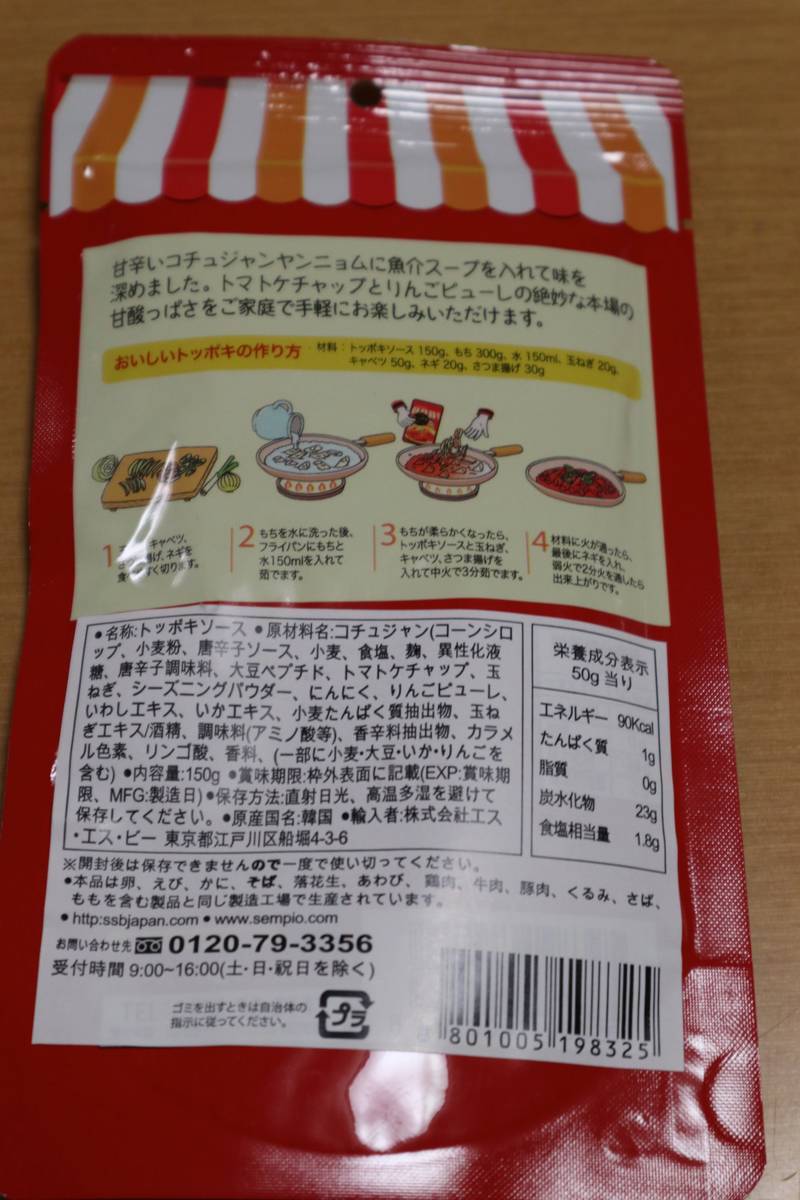 甘辛いコチュジャンヤンニョムに魚介スープを入れて味を
深めました。トマトケチャップとりんごピューレの絶妙な本場の
甘酸っぱさをご家庭で手軽にお楽しみいただけます。
おいしいトッポキの作り方
材料：トッポキソース 150g、もち 300g、水 150ml、玉ねぎ 20g、
キャベツ 50g、ネギ 20g、さつま揚げ 30g
1
キャベツ、
揚げ、ネギを
切ります。
2 もちを水に洗った後、
フライパンにもちと
水150mlを入れて
茹でます。
3 もちが柔らかくなったら、
トッポキソースと玉ねぎ、
キャベツ、さつま揚げを
入れて中火で3分茹でます。
4 材料に火が通ったら、
最後にネギを入れ、
弱火で2分火を通したら
出来上がりです。
●名称:トッポキソース ●原材料名:コチュジャン(コーンシロ
ップ、小麦粉、唐辛子ソース、小麦、食塩、麹、異性化液
糖、唐辛子調味料、大豆ペプチド、トマトケチャップ、玉
ねぎ、シーズニングパウダー、にんにく、りんごピューレ、
いわしエキス、いかエキス、小麦たんぱく質抽出物、玉ね
ぎエキス/酒精、調味料(アミノ酸等)、香辛料抽出物、カラメ
ル色素、リンゴ酸、香料、(一部に小麦・大豆・いか・りんごを
含む) ●内容量:150g ●賞味期限:枠外表面に記載(EXP:賞味期
限、MFG:製造日) ●保存方法:直射日光、高温多湿を避けて
保存してください。●原産国名:韓国 ●輸入者:株式会社エス
・エス・ビー 東京都江戸川区船堀4-3-6
栄養成分表示
50g 当り
エネルギー 90Kcal
たんぱく質 1g
脂質 0g
炭水化物 23g
食塩相当量 1.8g
※開封後は保存できませんので一度で使い切ってください。
●本品は卵、えび、かに、そば、落花生、あわび、鶏肉、牛肉、豚肉、くるみ、さば、
ももを含む製品と同じ製造工場で生産されています。
●http:ssbjapan.com ●www.sempio.com
お問い合わせ先 0120-79-3356
受付時間 9:00~16:00(土・日・祝日を除く)
ゴミを出すときは自治体の
指示に従ってください。
プラ
8 801005 198325